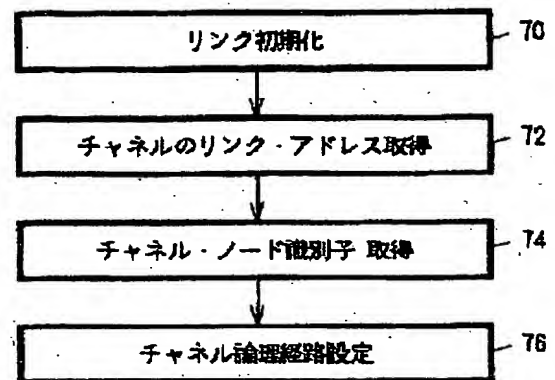 リンク初期化
70
チャネルのリンク・アドレス取得
72
チャネル・ノード識別子 取得
74
チャネル論理経路設定
76